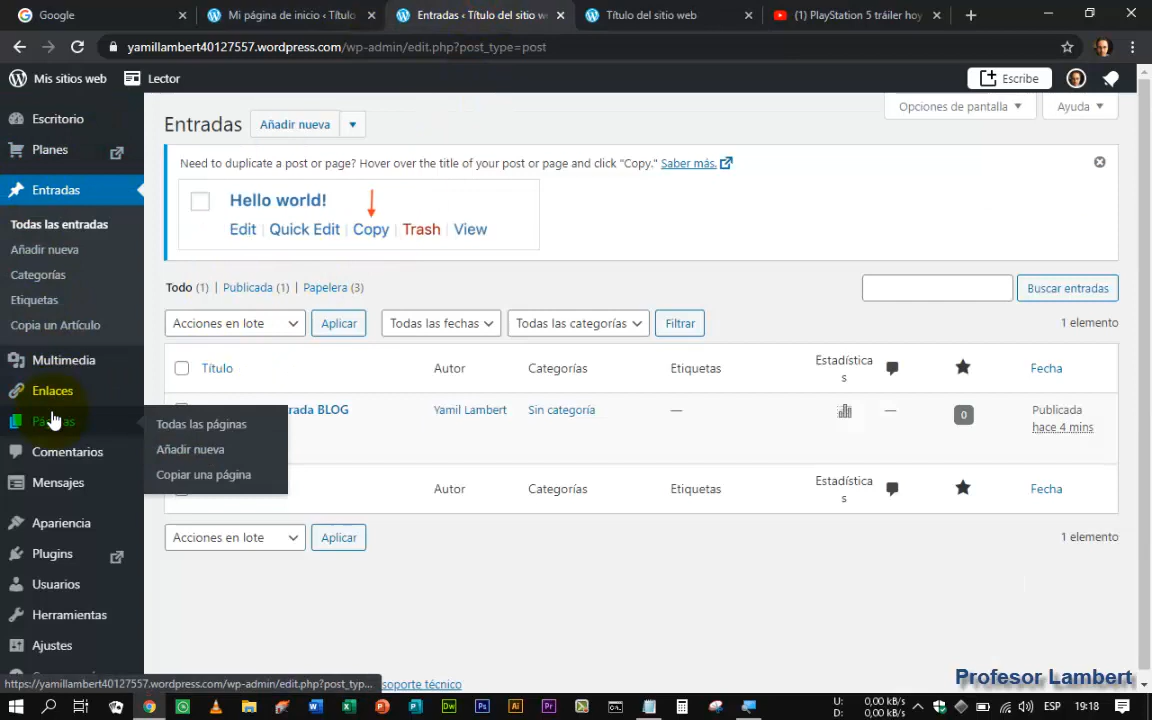 Google
Mi página de inicio ‹ Título
Entradas ‹ Título del sitio w
Título del sitio web
(1) PlayStation 5 tráiler hoy
yamillambert40127557.wordpress.com/wp-admin/edit.php?post_type=post
Mis sitios web
Lector
Escribe
Escritorio
Planes
Entradas
Todas las entradas
Añadir nueva
Categorías
Etiquetas
Copia un Artículo
Multimedia
Enlaces
Páginas
Todas las páginas
Añadir nueva
Copiar una página
Comentarios
Mensajes
Apariencia
Plugins
Usuarios
Herramientas
Ajustes
Entradas
Añadir nueva
Opciones de pantalla
Ayuda
Need to duplicate a post or page? Hover over the title of your post or page and click "Copy." Saber más.
Hello world!
Edit | Quick Edit | Copy | Trash | View
Todo (1) | Publicada (1) | Papelera (3)
Buscar entradas
Acciones en lote
Aplicar
Todas las fechas
Todas las categorías
Filtrar
1 elemento
Título
Autor
Categorías
Etiquetas
Estadística
s
Fecha
rada BLOG
Yamil Lambert
Sin categoría
—
—
0
Publicada
hace 4 mins
Autor
Categorías
Etiquetas
Estadística
s
Fecha
Acciones en lote
Aplicar
1 elemento
https://yamillambert40127557.wordpress.com/wp-admin/edit.php?post_typ...
soporte técnico
Profesor Lambert
U: 0,00 kB/s
D: 0,00 kB/s
ESP
19:18